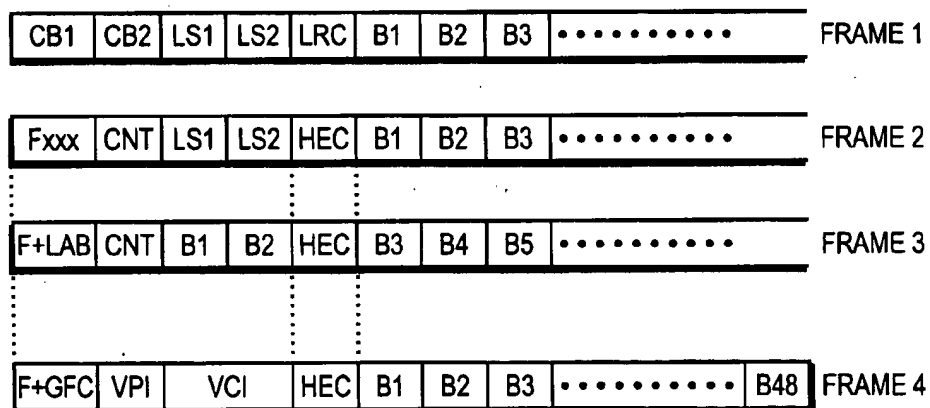 CB1 CB2 LS1 LS2 LRC B1 B2 B3 •••••••••• FRAME 1
Fxxx CNT LS1 LS2 HEC B1 B2 B3 •••••••••• FRAME 2
F+LAB CNT B1 B2 HEC B3 B4 B5 •••••••••• FRAME 3
F+GFC VPI VCI HEC B1 B2 B3 •••••••••• B48 FRAME 4